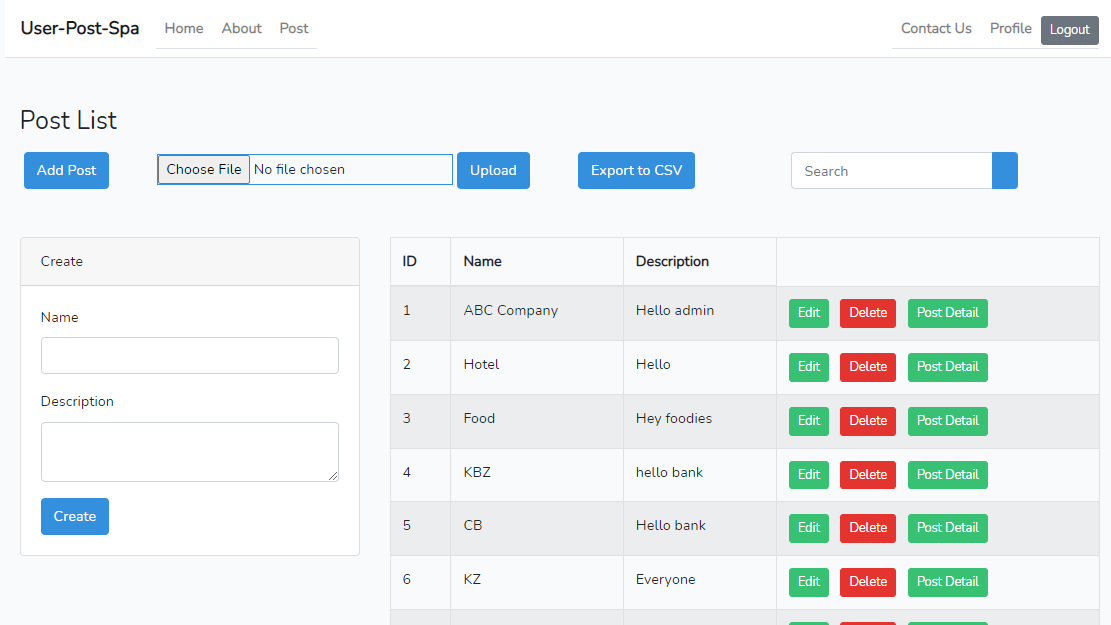 User-Post-Spa Home About Post Contact Us Profile Logout
Post List
Add Post Choose File No file chosen Upload Export to CSV Search
Create
Name
Description
Create
ID Name Description
1 ABC Company Hello admin Edit Delete Post Detail
2 Hotel Hello Edit Delete Post Detail
3 Food Hey foodies Edit Delete Post Detail
4 KBZ hello bank Edit Delete Post Detail
5 CB Hello bank Edit Delete Post Detail
6 KZ Everyone Edit Delete Post Detail